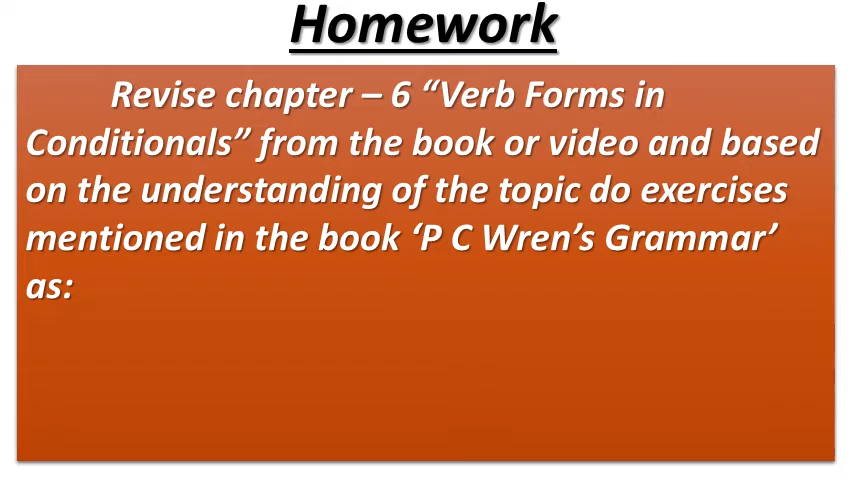 Homework
Revise chapter – 6 “Verb Forms in
Conditionals” from the book or video and based
on the understanding of the topic do exercises
mentioned in the book ‘P C Wren’s Grammar’
as: